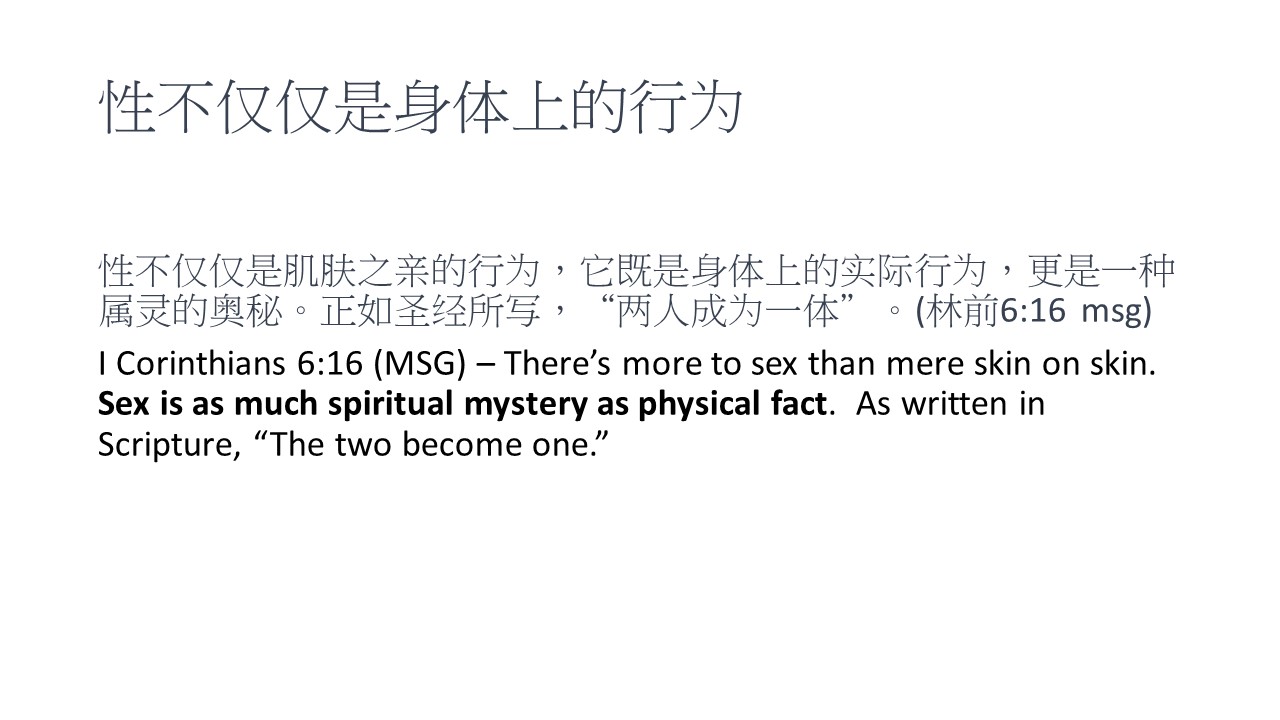 性不仅仅是身体上的行为
性不仅仅是肌肤之亲的行为，它既是身体上的实际行为，更是一种
属灵的奥秘。正如圣经所写，“两人成为一体”。(林前6:16 msg)
I Corinthians 6:16 (MSG) – There’s more to sex than mere skin on skin.
Sex is as much spiritual mystery as physical fact.  As written in
Scripture, “The two become one.”